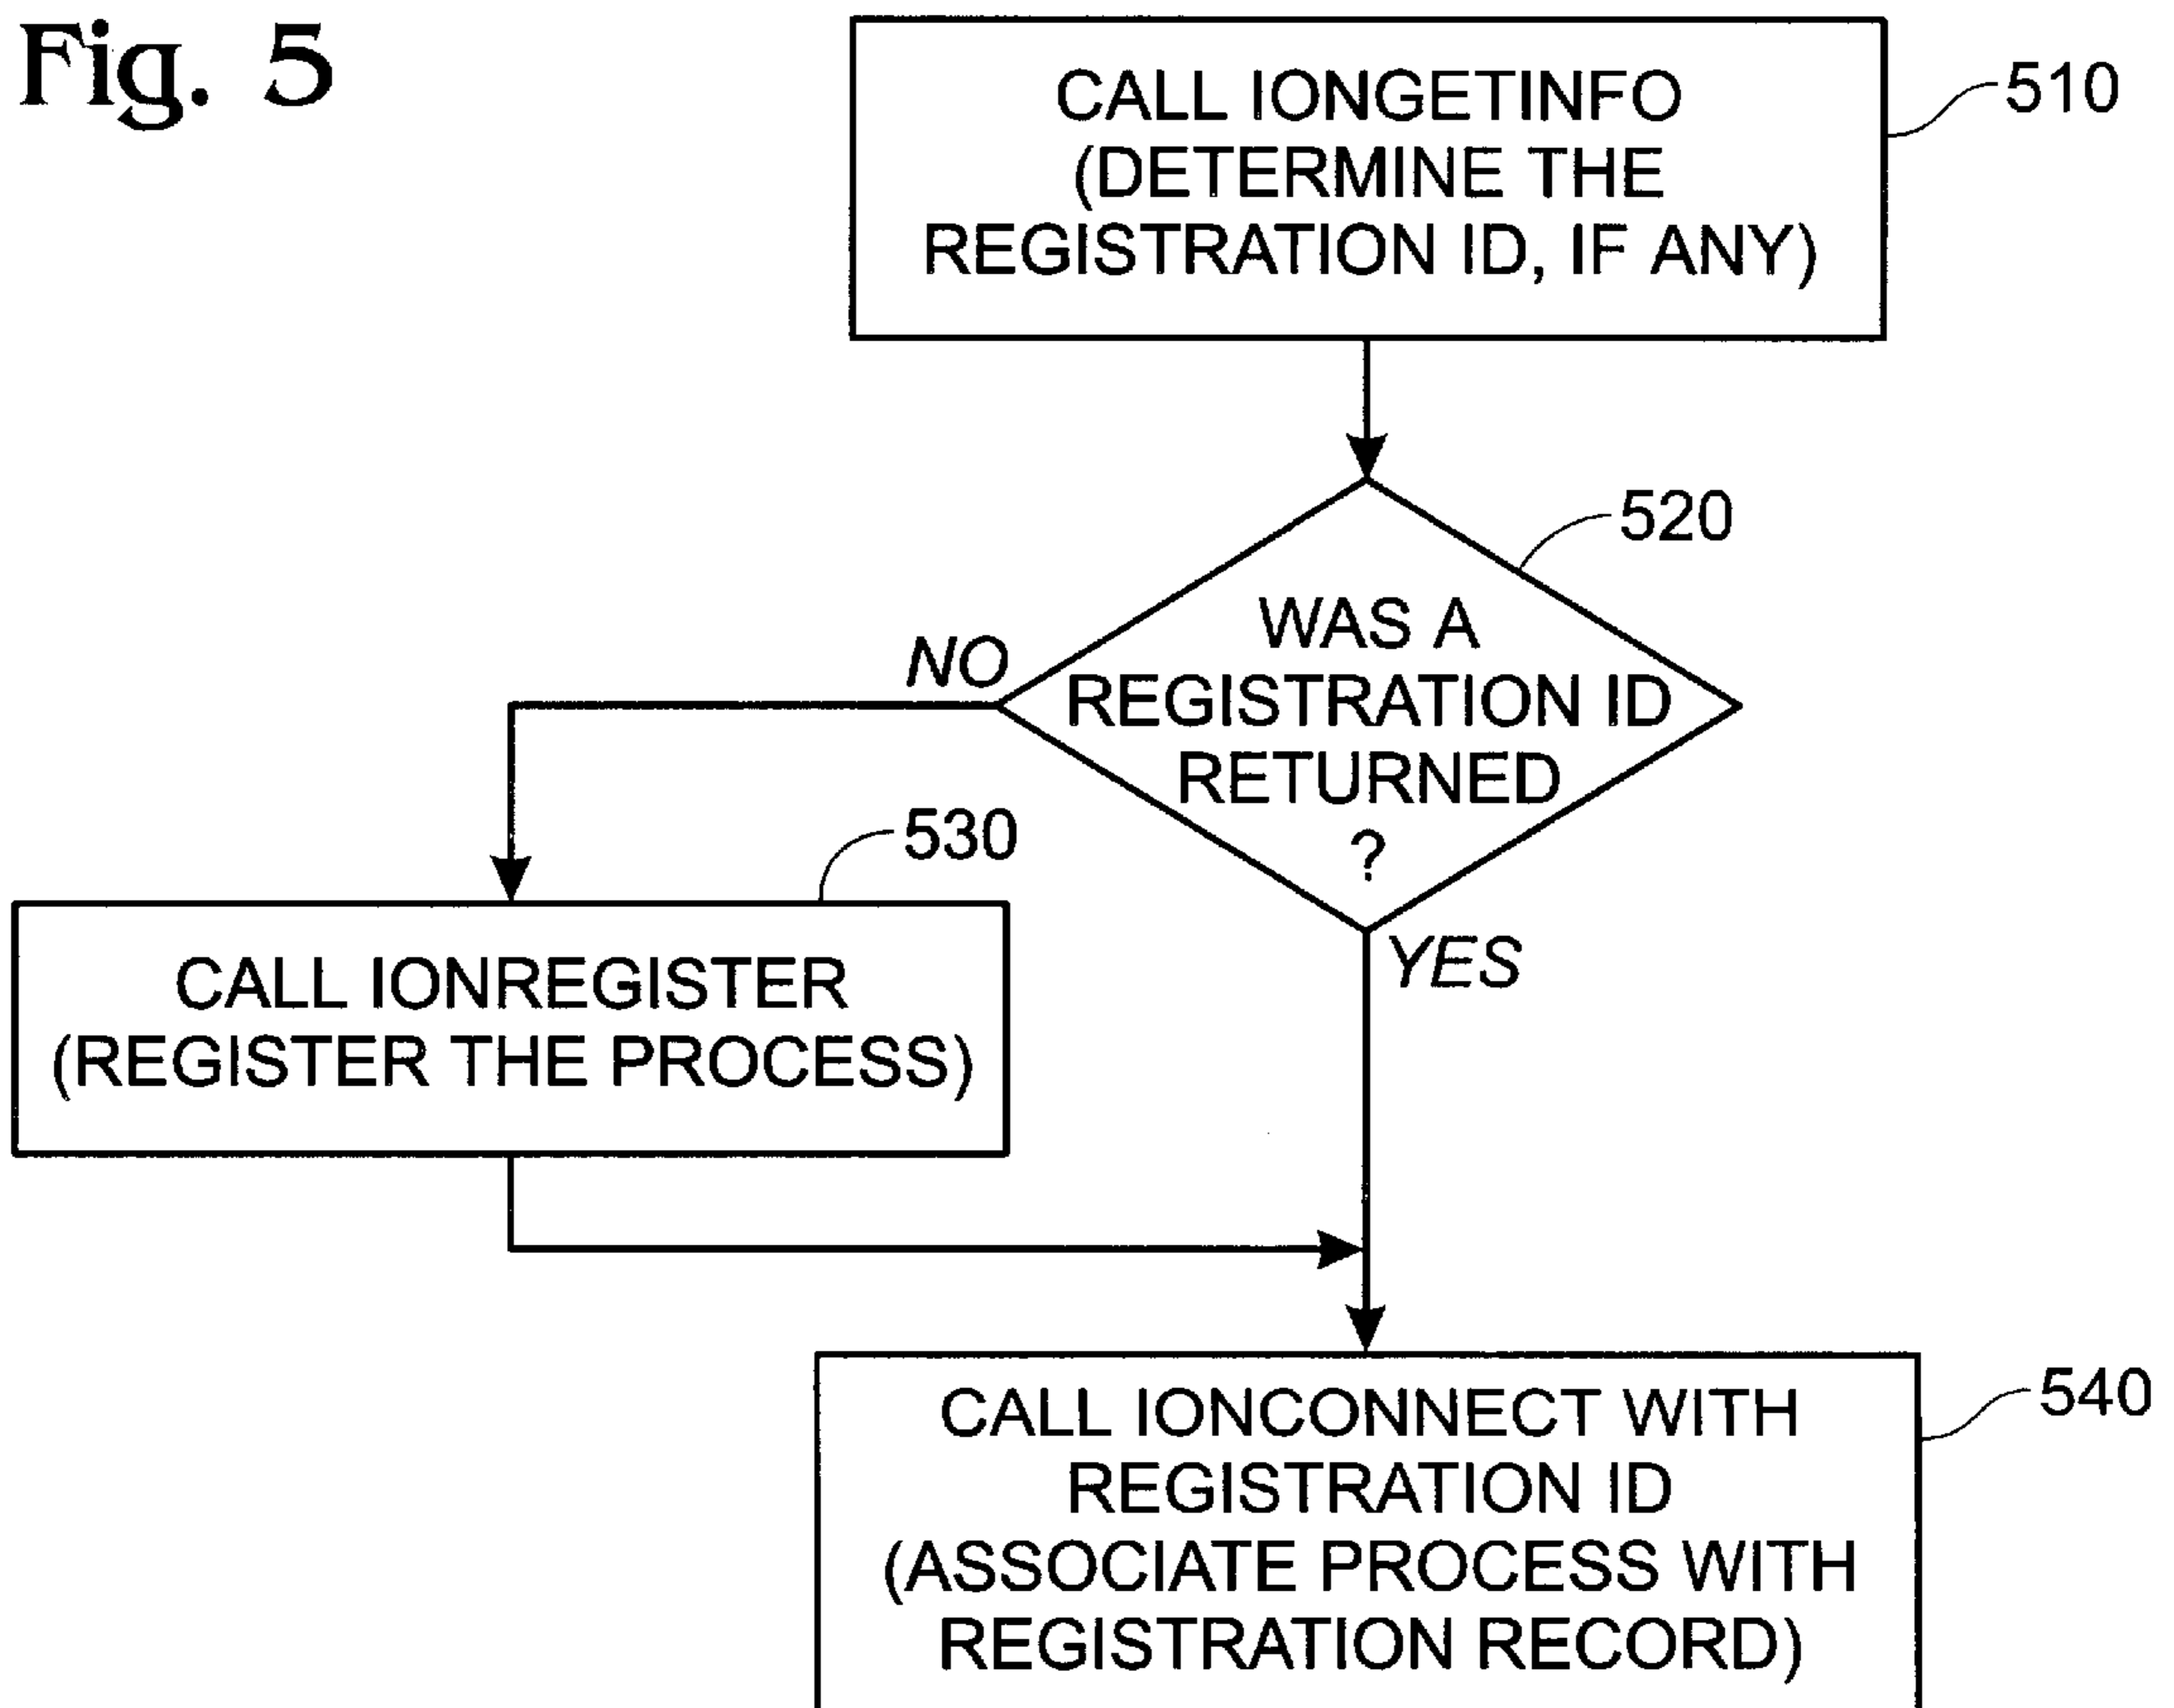 Fig. 5
CALL IONGETINFO
(DETERMINE THE
REGISTRATION ID, IF ANY)
510
520
WAS A
REGISTRATION ID
RETURNED
?
NO
YES
530
CALL IONREGISTER
(REGISTER THE PROCESS)
540
CALL IONCONNECT WITH
REGISTRATION ID
(ASSOCIATE PROCESS WITH
REGISTRATION RECORD)